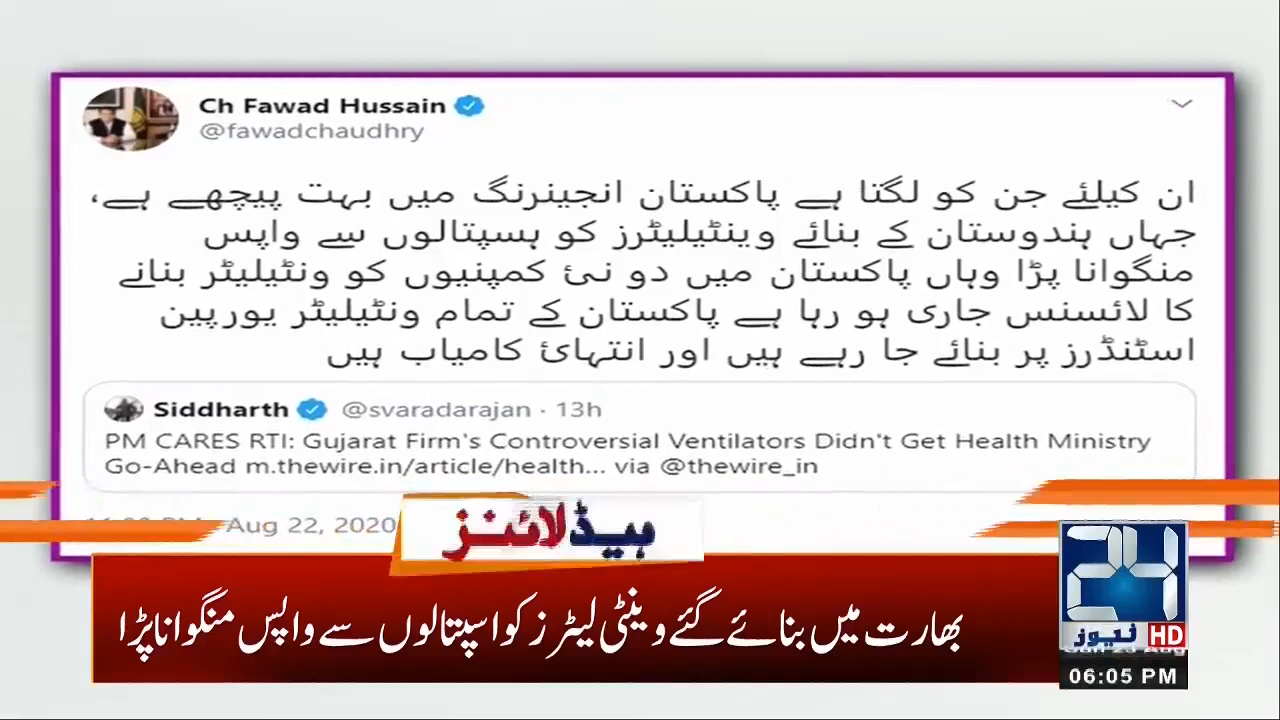 Ch Fawad Hussain
@fawadchaudhry
ان کیلئے جن کو لگتا ہے پاکستان انجینرنگ میں بہت پیچھے ہے،
جہاں ہندوستان کے بنائے وینٹیلیٹرز کو ہسپتالوں سے واپس
منگوانا پڑا وہاں پاکستان میں دو نئ کمپنیوں کو ونٹیلیٹر بنانے
کا لائسنس جاری ہو رہا ہے پاکستان کے تمام ونٹیلیٹر یورپین
اسٹنڈرز پر بنائے جا رہے ہیں اور انتہائ کامیاب ہیں
Siddharth @svaradarajan · 13h
PM CARES RTI: Gujarat Firm's Controversial Ventilators Didn't Get Health Ministry
Go-Ahead m.thewire.in/article/health... via @thewire_in
Aug 22, 2020
ہیڈلائنز
بھارت میں بنائے گئے وینٹی لیٹرز کو اسپتالوں سے واپس منگوانا پڑا
24
نیوز HD
06:05 PM